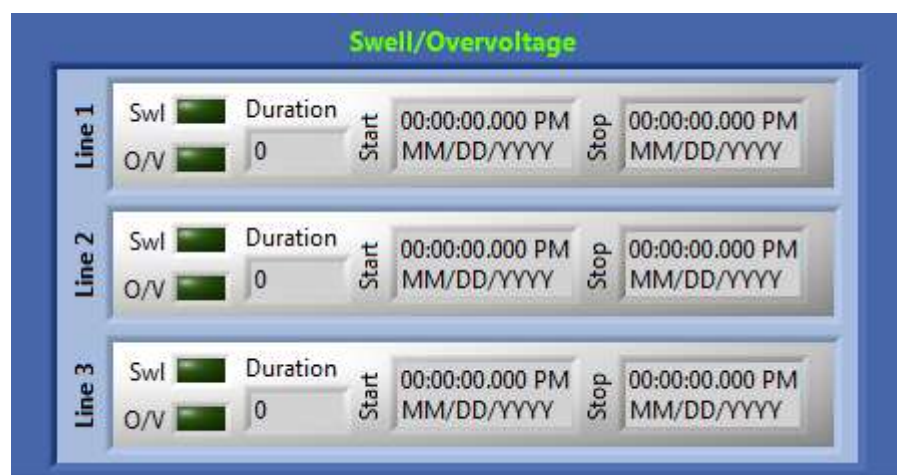 Swell/Overvoltage
Line 1
Swl
Duration
O/V
0
Start
00:00:00.000 PM
MM/DD/YYYY
Stop
00:00:00.000 PM
MM/DD/YYYY
Line 2
Swl
Duration
O/V
0
Start
00:00:00.000 PM
MM/DD/YYYY
Stop
00:00:00.000 PM
MM/DD/YYYY
Line 3
Swl
Duration
O/V
0
Start
00:00:00.000 PM
MM/DD/YYYY
Stop
00:00:00.000 PM
MM/DD/YYYY